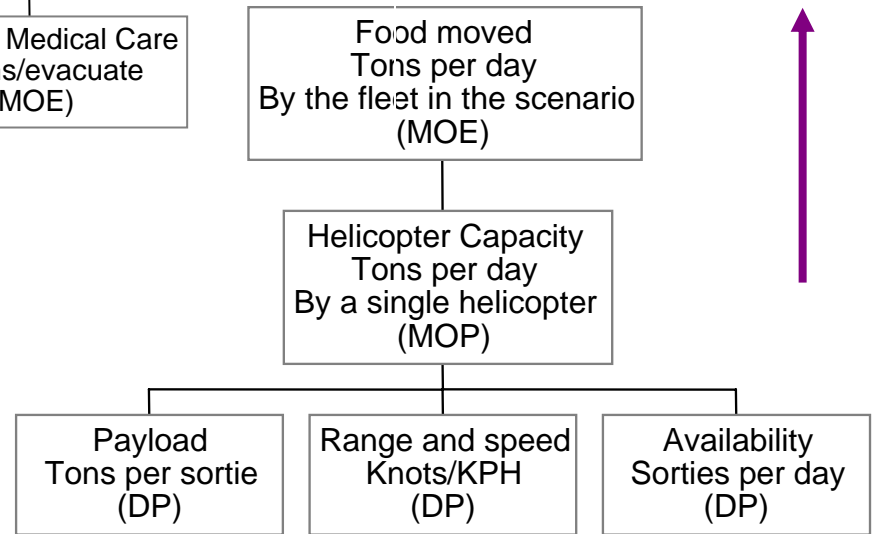 Medical Care
s/evacuate
MOE)
Food moved
Tons per day
By the fleet in the scenario
(MOE)
Helicopter Capacity
Tons per day
By a single helicopter
(MOP)
Payload
Tons per sortie
(DP)
Range and speed
Knots/KPH
(DP)
Availability
Sorties per day
(DP)